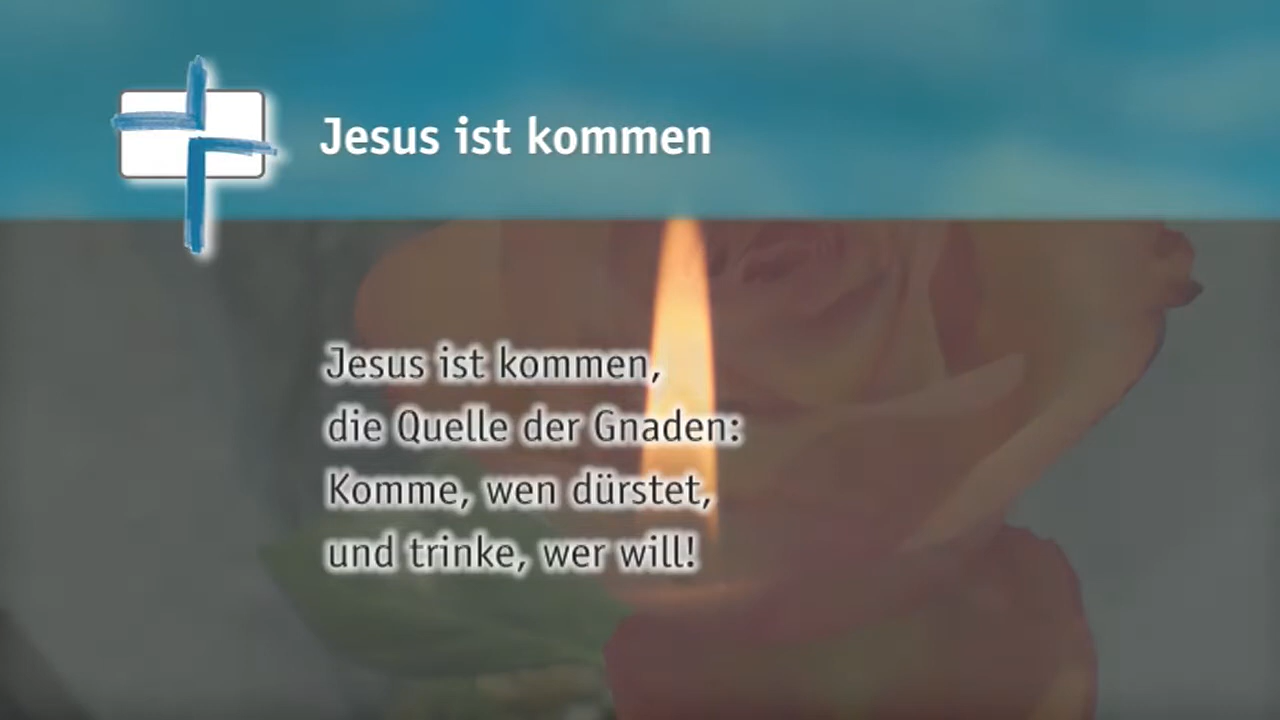 Jesus ist kommen
Jesus ist kommen,
die Quelle der Gnaden:
Komme, wen dürstet,
und trinke, wer will!